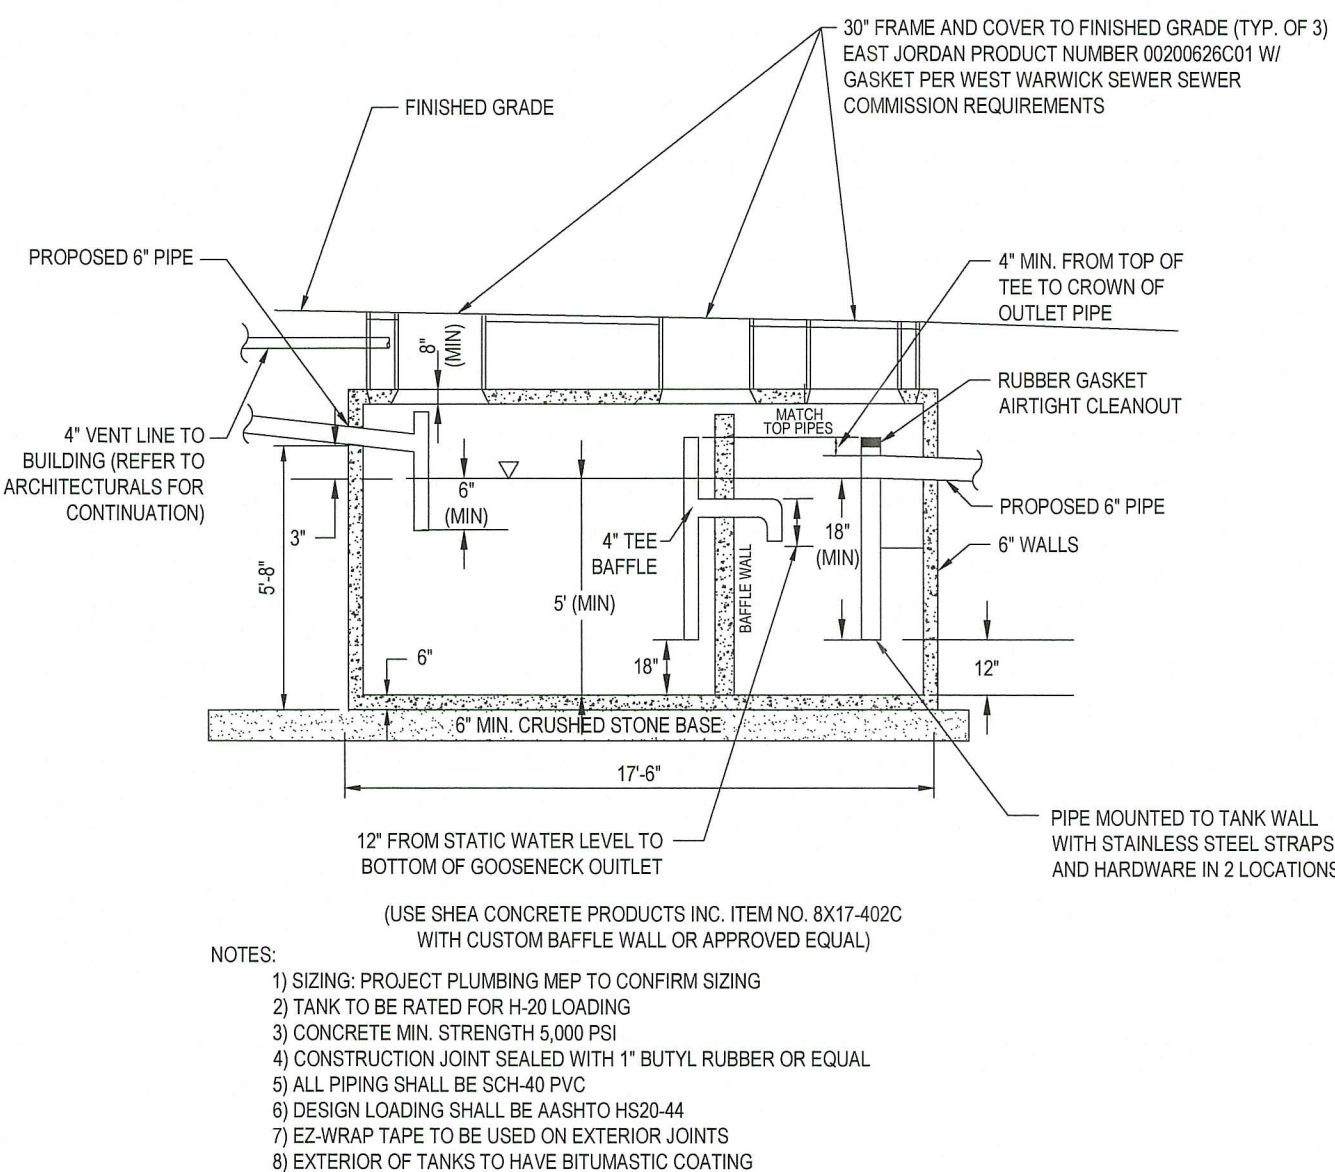 30" FRAME AND COVER TO FINISHED GRADE (TYP. OF 3)
EAST JORDAN PRODUCT NUMBER 00200626C01 W/
GASKET PER WEST WARWICK SEWER SEWER
COMMISSION REQUIREMENTS
FINISHED GRADE
PROPOSED 6" PIPE
4" MIN. FROM TOP OF
TEE TO CROWN OF
OUTLET PIPE
8"
(MIN)
RUBBER GASKET
AIRTIGHT CLEANOUT
MATCH
TOP PIPES
4" VENT LINE TO
BUILDING (REFER TO
ARCHITECTURALS FOR
CONTINUATION)
6"
(MIN)
PROPOSED 6" PIPE
3"
18"
(MIN)
4" TEE
BAFFLE
6" WALLS
5'-8"
5' (MIN)
BAFFLE WALL
6"
18"
12"
6" MIN. CRUSHED STONE BASE
17'-6"
12" FROM STATIC WATER LEVEL TO
BOTTOM OF GOOSENECK OUITLET
PIPE MOUNTED TO TANK WALL
WITH STAINLESS STEEL STRAPS
AND HARDWARE IN 2 LOCATIONS
(USE SHEA CONCRETE PRODUCTS INC. ITEM NO. 8X17-402C
WITH CUSTOM BAFFLE WALL OR APPROVED EQUAL)
NOTES:
1) SIZING: PROJECT PLUMBING MEP TO CONFIRM SIZING
2) TANK TO BE RATED FOR H-20 LOADING
3) CONCRETE MIN. STRENGTH 5,000 PSI
4) CONSTRUCTION JOINT SEALED WITH 1" BUTYL RUBBER OR EQUAL
5) ALL PIPING SHALL BE SCH-40 PVC
6) DESIGN LOADING SHALL BE AASHTO HS20-44
7) EZ-WRAP TAPE TO BE USED ON EXTERIOR JOINTS
8) EXTERIOR OF TANKS TO HAVE BITUMASTIC COATING